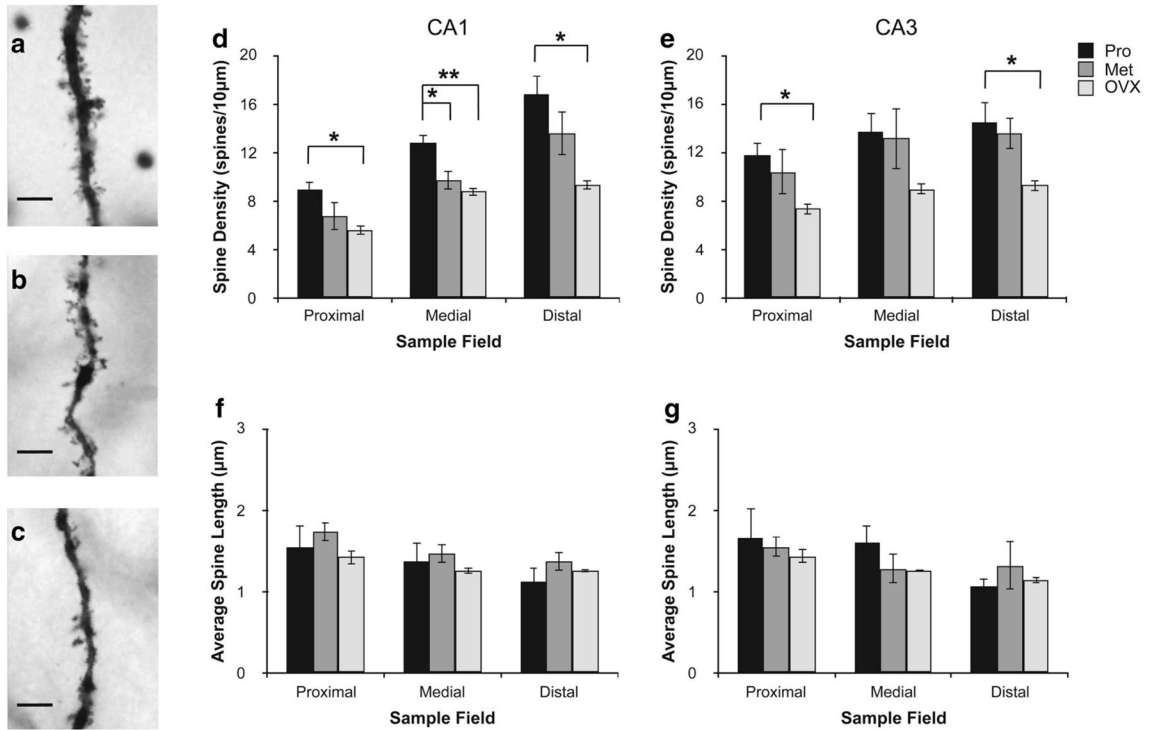 a
b
c
d
CA1
Spine Density (spines/10µm)
20
16
12
8
4
0
*
*
**
*
Proximal
Medial
Distal
Sample Field
e
CA3
Spine Density (spines/10µm)
20
16
12
8
4
0
*
*
Proximal
Medial
Distal
Sample Field
Pro
Met
OVX
f
Average Spine Length (µm)
3
2
1
0
Proximal
Medial
Distal
Sample Field
g
Average Spine Length (µm)
3
2
1
0
Proximal
Medial
Distal
Sample Field